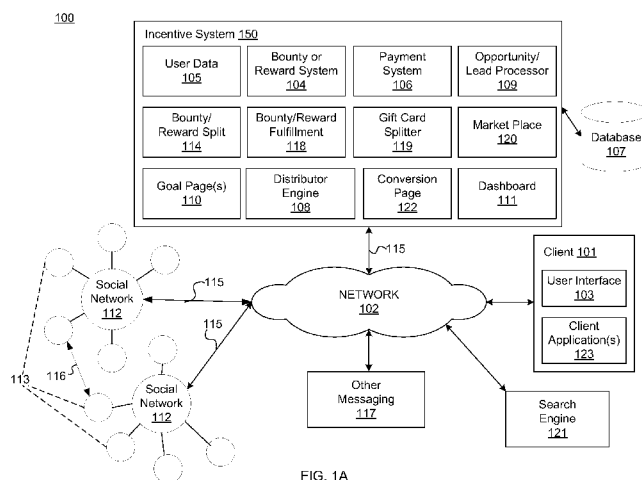 100
Incentive System 150
User Data
105
Bounty or
Reward System
104
Payment
System
106
Opportunity/
Lead Processor
109
Bounty/
Reward Split
114
Bounty/Reward
Fulfillment
118
Gift Card
Splitter
119
Market Place
120
Database
107
Goal Page(s)
110
Distributor
Engine
108
Conversion
Page
122
Dashboard
111
115
Client 101
User Interface
103
Client
Application(s)
123
Social
Network
112
115
NETWORK
102
115
113
116
Social
Network
112
Other
Messaging
117
Search
Engine
121
FIG. 1A